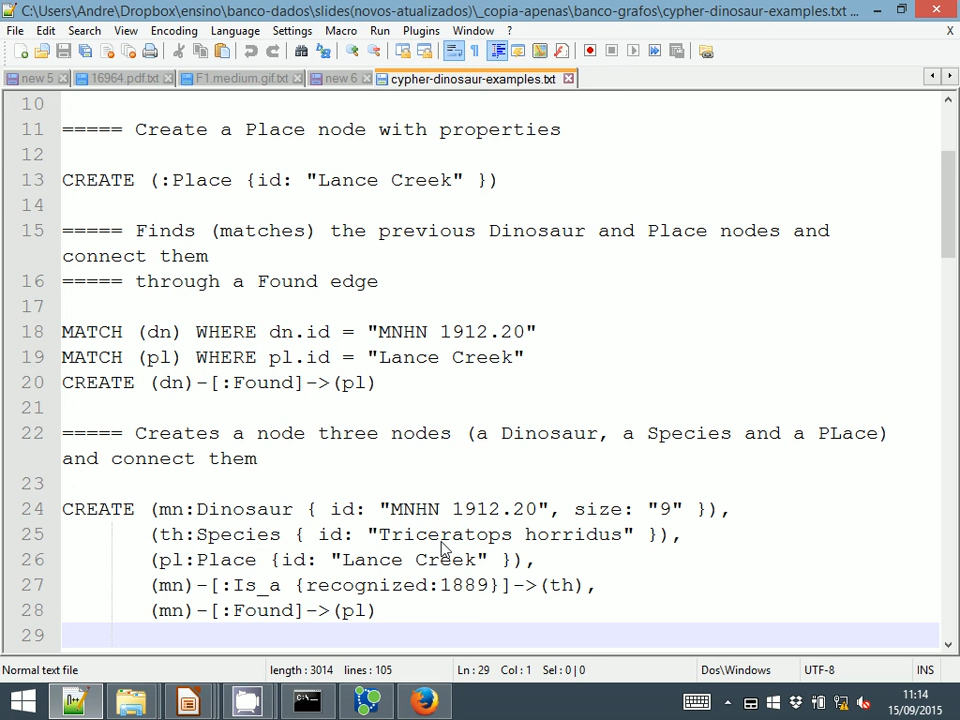 C:\Users\Andre\Dropbox\ensino\banco-dados\slides(novos-atualizados)\_copia-apenas\banco-grafos\cypher-dinosaur-examples.txt ...
File Edit Search View Encoding Language Settings Macro Run Plugins Window ? X
new 5 16964.pdf.txt F1.medium.gif.txt new 6 cypher-dinosaur-examples.txt
10
11 ===== Create a Place node with properties
12
13 CREATE (:Place {id: "Lance Creek" })
14
15 ===== Finds (matches) the previous Dinosaur and Place nodes and
connect them
16 ===== through a Found edge
17
18 MATCH (dn) WHERE dn.id = "MNHN 1912.20"
19 MATCH (pl) WHERE pl.id = "Lance Creek"
20 CREATE (dn)-[:Found]->(pl)
21
22 ===== Creates a node three nodes (a Dinosaur, a Species and a PLace)
and connect them
23
24 CREATE (mn:Dinosaur { id: "MNHN 1912.20", size: "9" }),
25 (th:Species { id: "Triceratops horridus" }),
26 (pl:Place {id: "Lance Creek" }),
27 (mn)-[:Is_a {recognized:1889}]->(th),
28 (mn)-[:Found]->(pl)
29
Normal text file length : 3014 lines : 105 Ln : 29 Col : 1 Sel : 0 | 0 Dos\Windows UTF-8 INS
11:14
15/09/2015